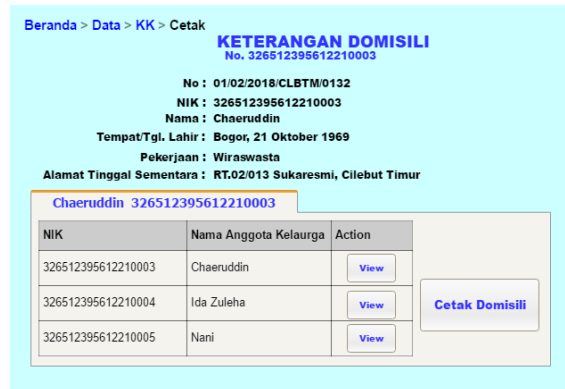 Beranda > Data > KK > Cetak
KETERANGAN DOMISILI
No. 326512395612210003
No : 01/02/2018/CLBTM/0132
NIK : 326512395612210003
Nama : Chaeruddin
Tempat/Tgl. Lahir : Bogor, 21 Oktober 1969
Pekerjaan : Wiraswasta
Alamat Tinggal Sementara : RT.02/013 Sukaresmi, Cilebut Timur
Chaeruddin 326512395612210003
NIK Nama Anggota Kelaurga Action
326512395612210003 Chaeruddin View
326512395612210004 Ida Zuleha View
Cetak Domisili
326512395612210005 Nani View